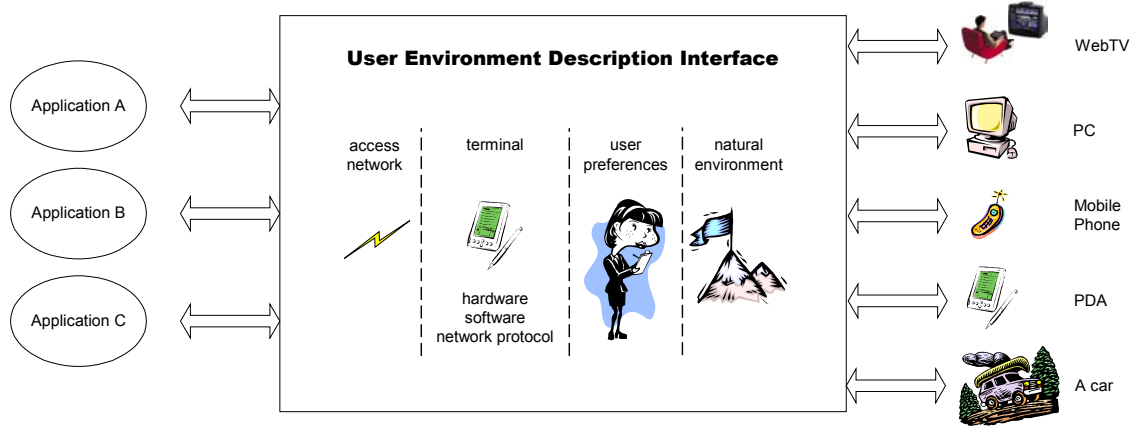 User Environment Description Interface
Application A
Application B
Application C
access
network
terminal
hardware
software
network protocol
user
preferences
natural
environment
WebTV
PC
Mobile
Phone
PDA
A car